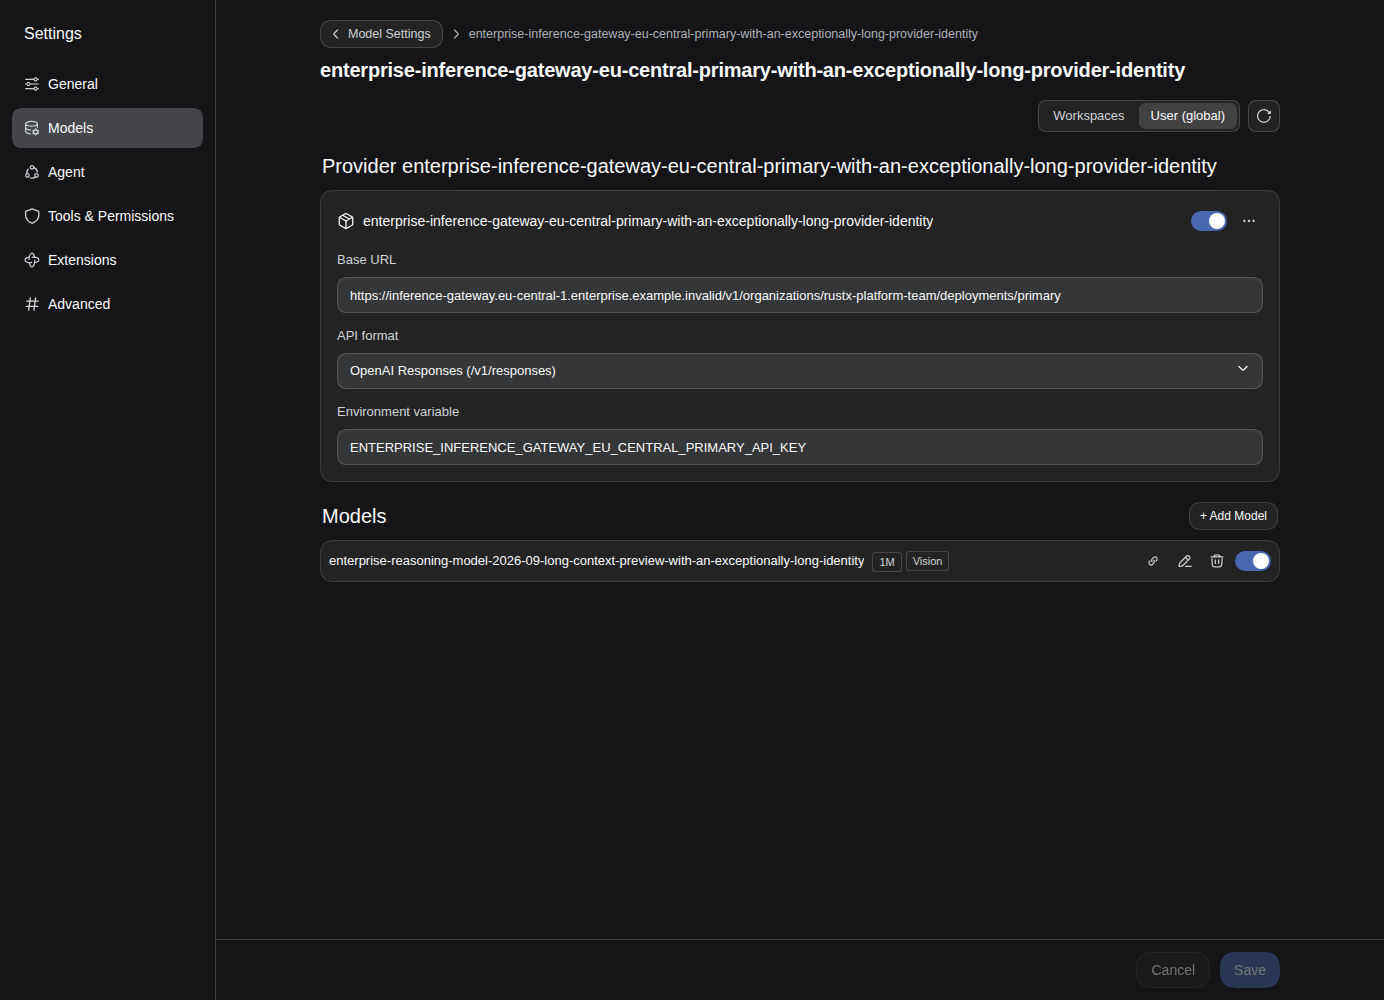 Settings
General
Models
Agent
Tools & Permissions
Extensions
Advanced
Model Settings
enterprise-inference-gateway-eu-central-primary-with-an-exceptionally-long-provider-identity
enterprise-inference-gateway-eu-central-primary-with-an-exceptionally-long-provider-identity
Workspaces
User (global)
Provider enterprise-inference-gateway-eu-central-primary-with-an-exceptionally-long-provider-identity
enterprise-inference-gateway-eu-central-primary-with-an-exceptionally-long-provider-identity
Base URL
https://inference-gateway.eu-central-1.enterprise.example.invalid/v1/organizations/rustx-platform-team/deployments/primary
API format
OpenAI Responses (/v1/responses)
Environment variable
ENTERPRISE_INFERENCE_GATEWAY_EU_CENTRAL_PRIMARY_API_KEY
Models
+ Add Model
enterprise-reasoning-model-2026-09-long-context-preview-with-an-exceptionally-long-identity 1M Vision
Cancel
Save